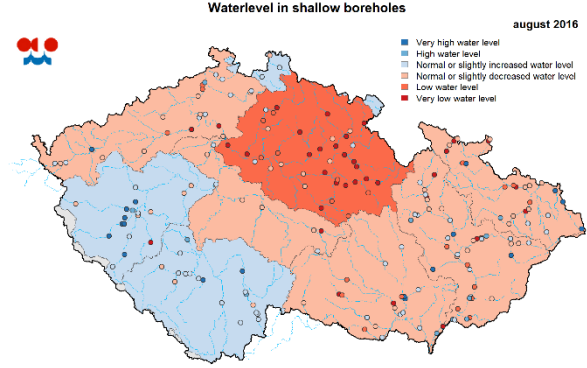 Waterlevel in shallow boreholes
august 2016
Very high water level
High water level
Normal or slightly increased water level
Normal or slightly decreased water level
Low water level
Very low water level